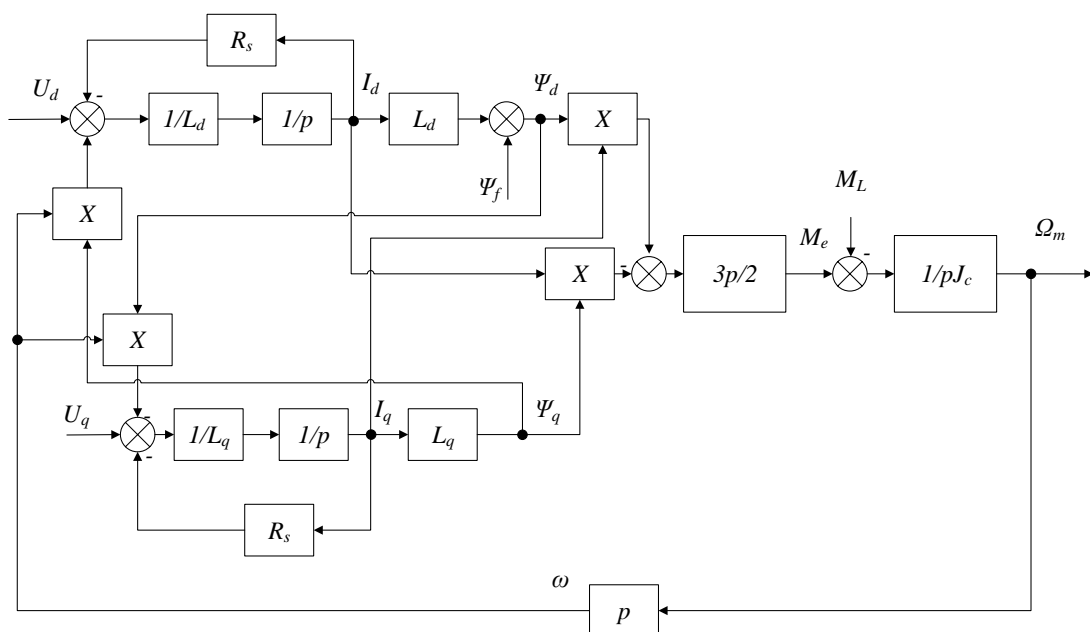 R_s
U_d
-
1/L_d
1/p
I_d
L_d
Ψ_d
X
Ψ_f
X
M_L
X
-
3p/2
M_e
-
1/pJ_c
Ω_m
X
U_q
-
-
1/L_q
1/p
I_q
L_q
Ψ_q
R_s
ω
p